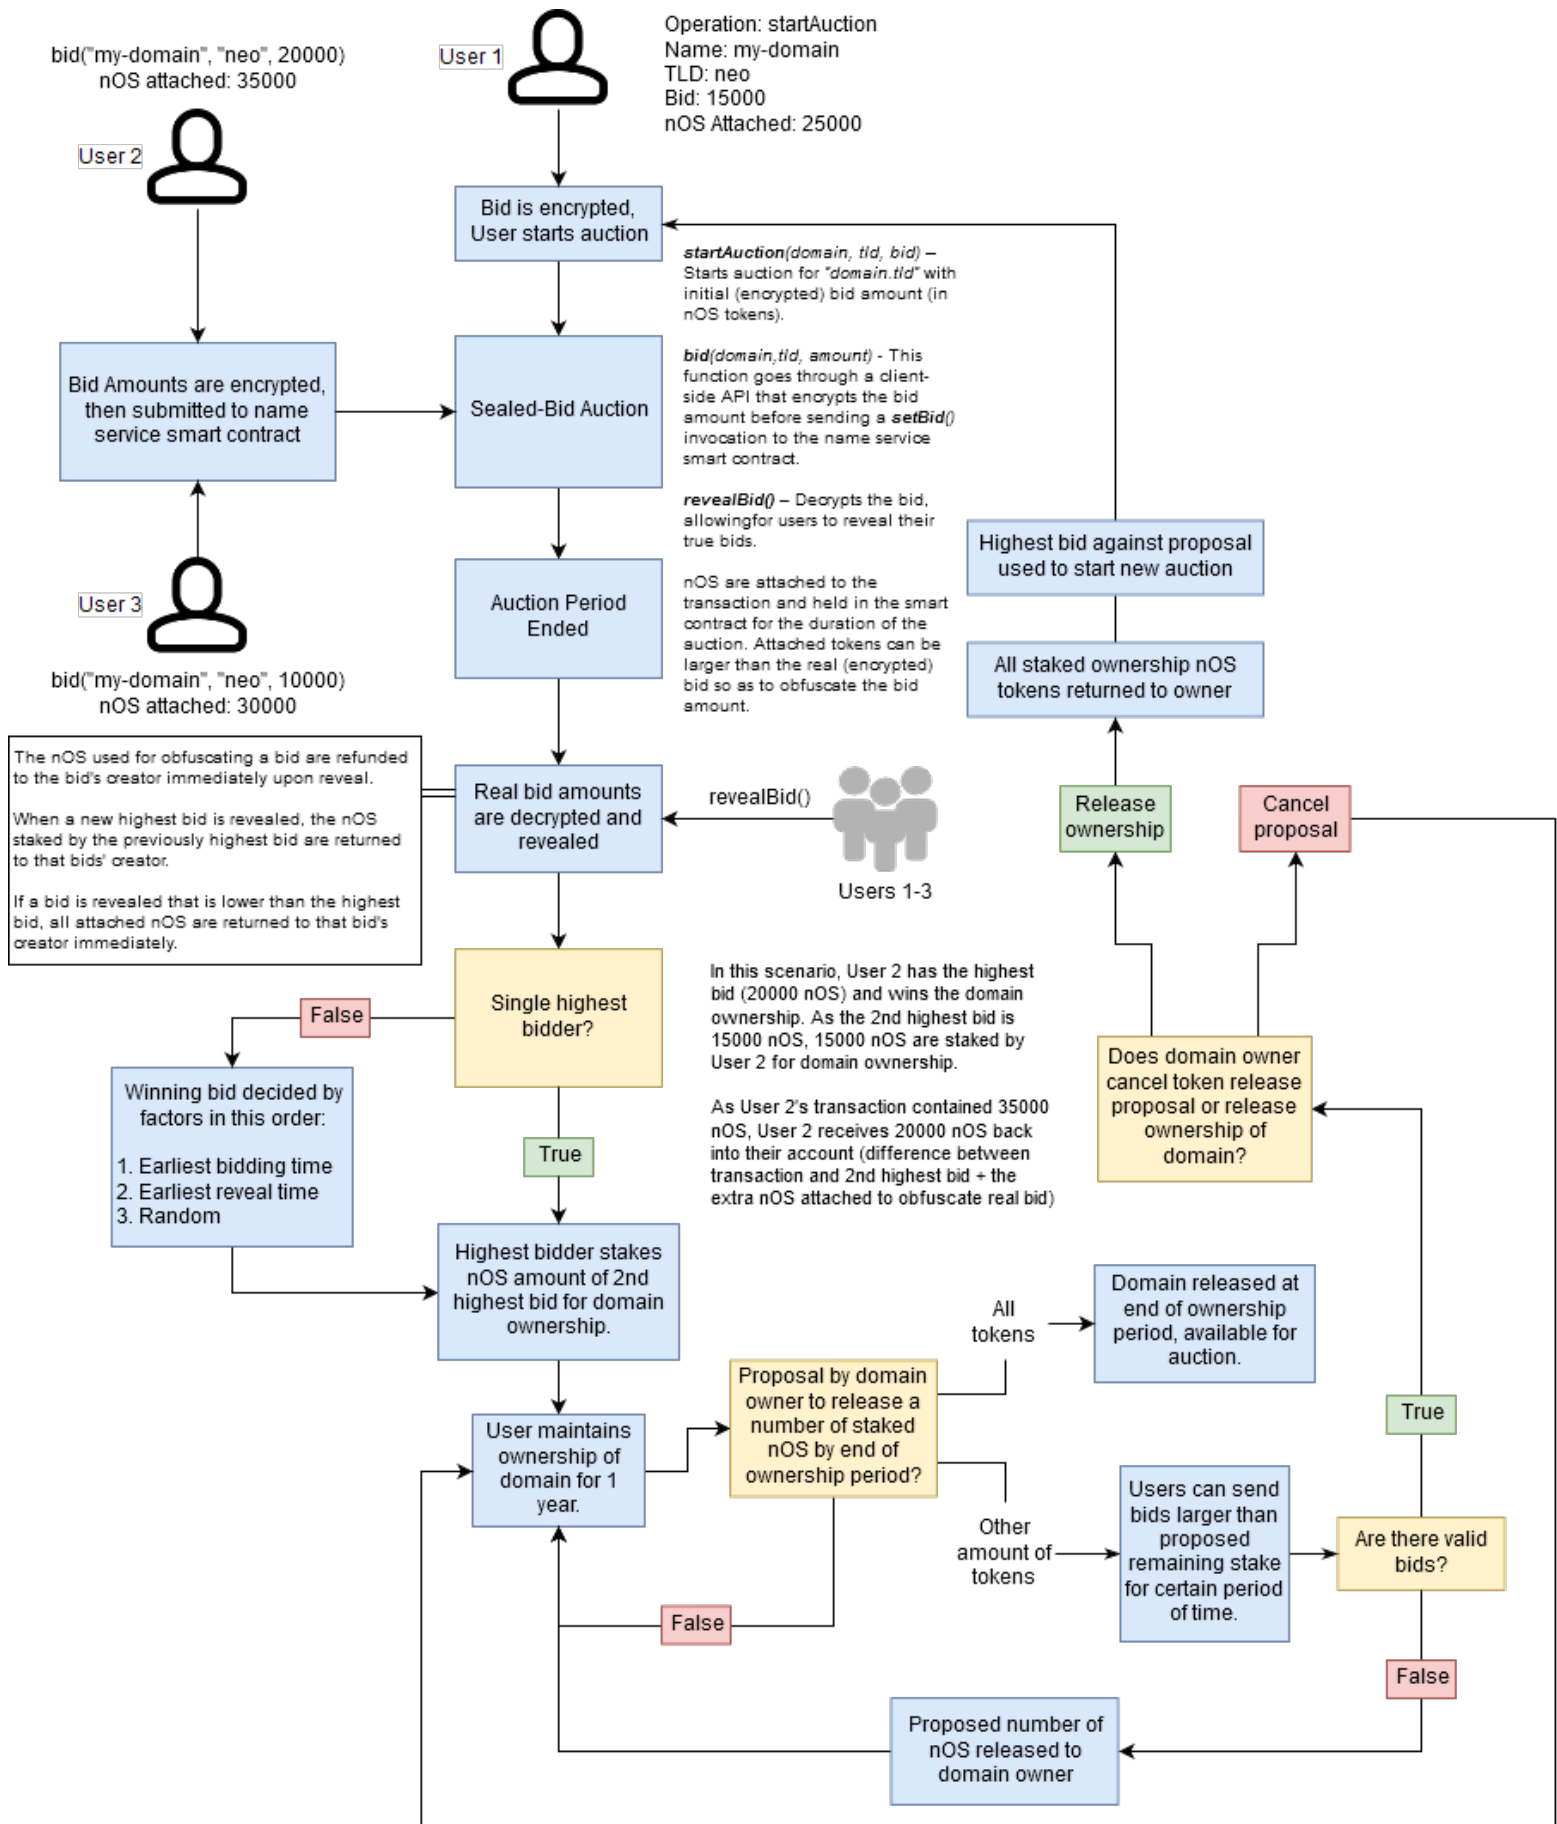 bid("my-domain", "neo", 20000)
nOS attached: 35000
User 2
User 1
Operation: startAuction
Name: my-domain
TLD: neo
Bid: 15000
nOS Attached: 25000
Bid is encrypted,
User starts auction
startAuction(domain, tld, bid) –
Starts auction for "domain.tld" with
initial (encrypted) bid amount (in
nOS tokens).
bid(domain,tld, amount) - This
function goes through a client-
side API that encrypts the bid
amount before sending a setBid()
invocation to the name service
smart contract.
revealBid() – Decrypts the bid,
allowingfor users to reveal their
true bids.
nOS are attached to the
transaction and held in the smart
contract for the duration of the
auction. Attached tokens can be
larger than the real (encrypted)
bid so as to obfuscate the bid
amount.
Bid Amounts are encrypted,
then submitted to name
service smart contract
Sealed-Bid Auction
User 3
bid("my-domain", "neo", 10000)
nOS attached: 30000
Auction Period
Ended
Highest bid against proposal
used to start new auction
All staked ownership nOS
tokens returned to owner
The nOS used for obfuscating a bid are refunded
to the bid's creator immediately upon reveal.
When a new highest bid is revealed, the nOS
staked by the previously highest bid are returned
to that bids' creator.
If a bid is revealed that is lower than the highest
bid, all attached nOS are returned to that bid's
creator immediately.
Real bid amounts
are decrypted and
revealed
revealBid()
Users 1-3
Release
ownership
Cancel
proposal
Single highest
bidder?
False
True
Winning bid decided by
factors in this order:
1. Earliest bidding time
2. Earliest reveal time
3. Random
In this scenario, User 2 has the highest
bid (20000 nOS) and wins the domain
ownership. As the 2nd highest bid is
15000 nOS, 15000 nOS are staked by
User 2 for domain ownership.
As User 2's transaction contained 35000
nOS, User 2 receives 20000 nOS back
into their account (difference between
transaction and 2nd highest bid + the
extra nOS attached to obfuscate real bid)
Does domain owner
cancel token release
proposal or release
ownership of
domain?
Highest bidder stakes
nOS amount of 2nd
highest bid for domain
ownership.
User maintains
ownership of
domain for 1
year.
Proposal by domain
owner to release a
number of staked
nOS by end of
ownership period?
All
tokens
Domain released at
end of ownership
period, available for
auction.
Other
amount of
tokens
Users can send
bids larger than
proposed
remaining stake
for certain period
of time.
Are there valid
bids?
True
False
False
Proposed number of
nOS released to
domain owner